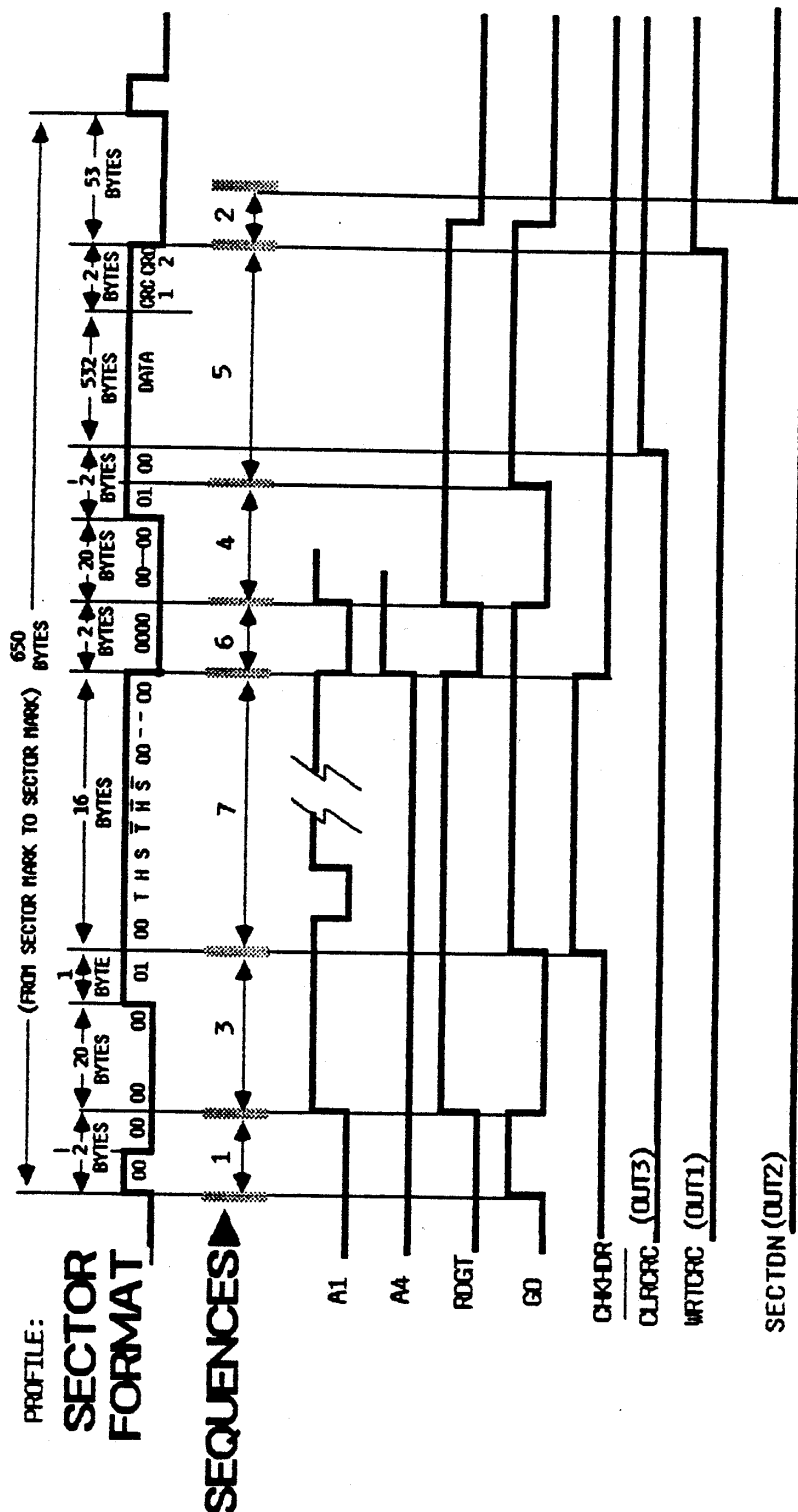 PROFILE:
SECTOR
FORMAT
(FROM SECTOR MARK TO SECTOR MARK)
650
BYTES
2
BYTES
20
BYTES
1
BYTE
16
BYTES
2
BYTES
20
BYTES
2
BYTES
532
BYTES
2
BYTES
53
BYTES
00 00 00 00 00 01 00 T H S T̅ H̅ S̅ 00--00 0000 00—00 01 00 DATA CRC CRC
1 2
SEQUENCES
1 3 7 6 4 5 2
A1
A4
RDGT
GO
CHKHDR
C̅L̅R̅C̅R̅C̅ (OUT3)
WRTCRC (OUT1)
SECTDN (OUT2)